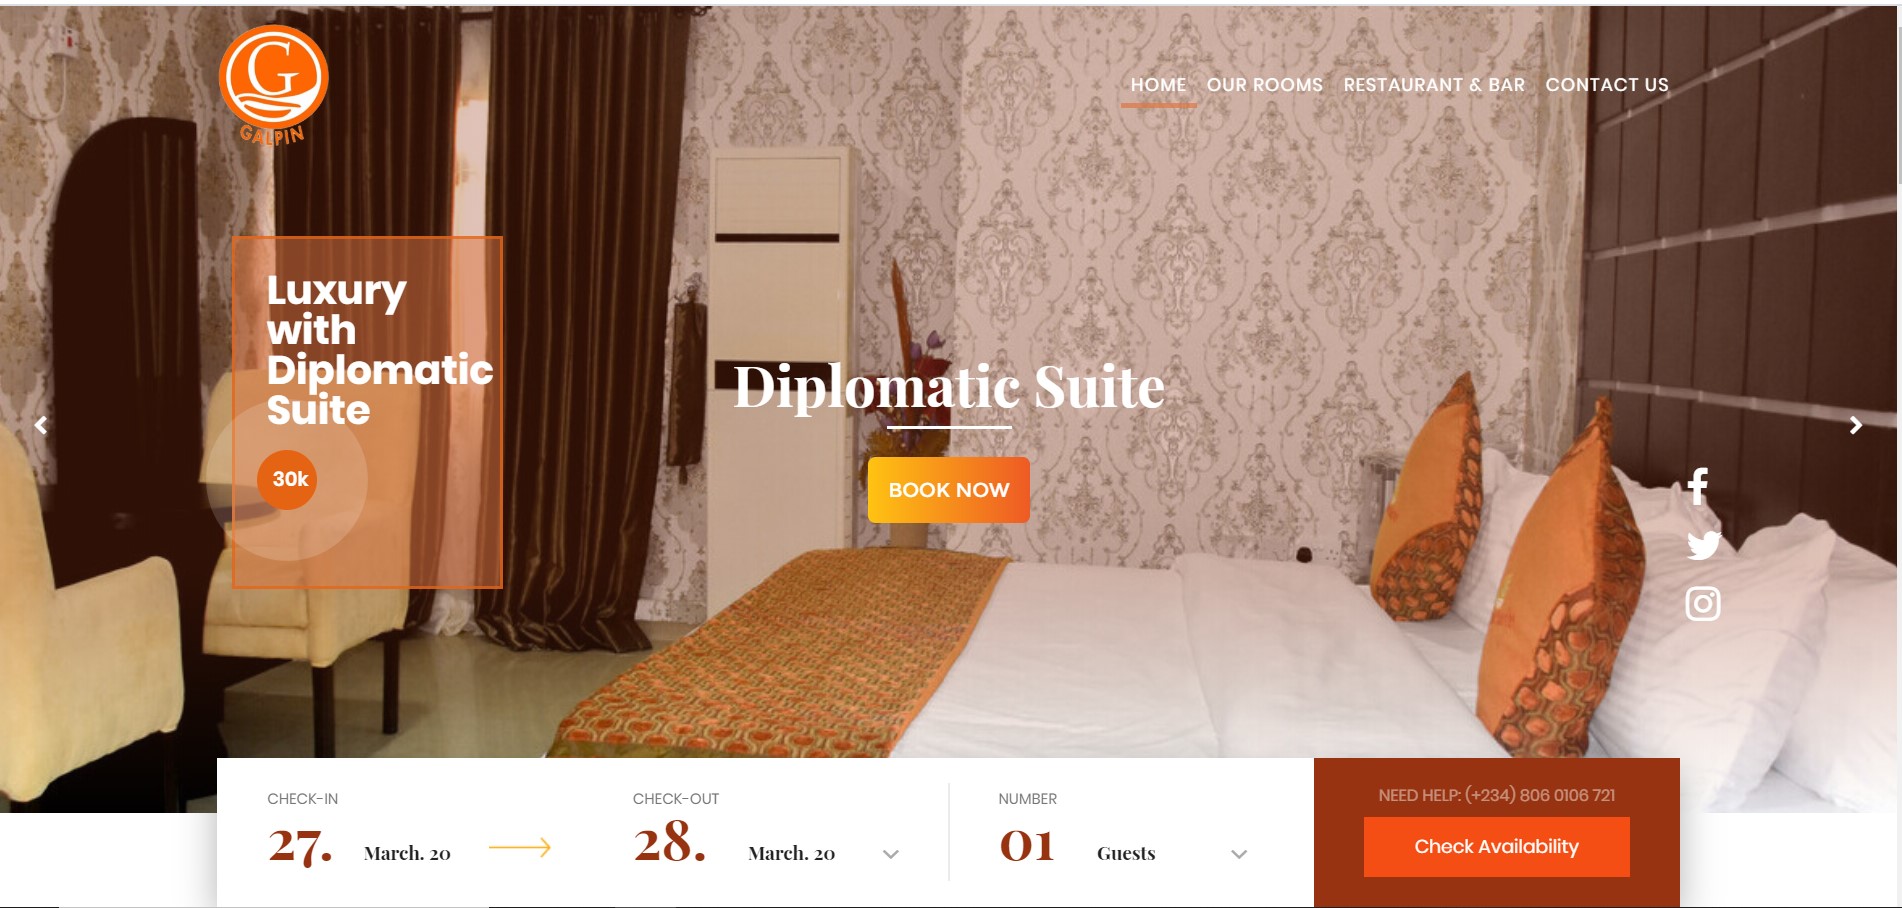 G
GALPIN
HOME OUR ROOMS RESTAURANT & BAR CONTACT US
Luxury
with
Diplomatic
Suite
30k
Diplomatic Suite
BOOK NOW
CHECK-IN
27. March. 20
CHECK-OUT
28. March. 20
NUMBER
01 Guests
NEED HELP: (+234) 806 0106 721
Check Availability